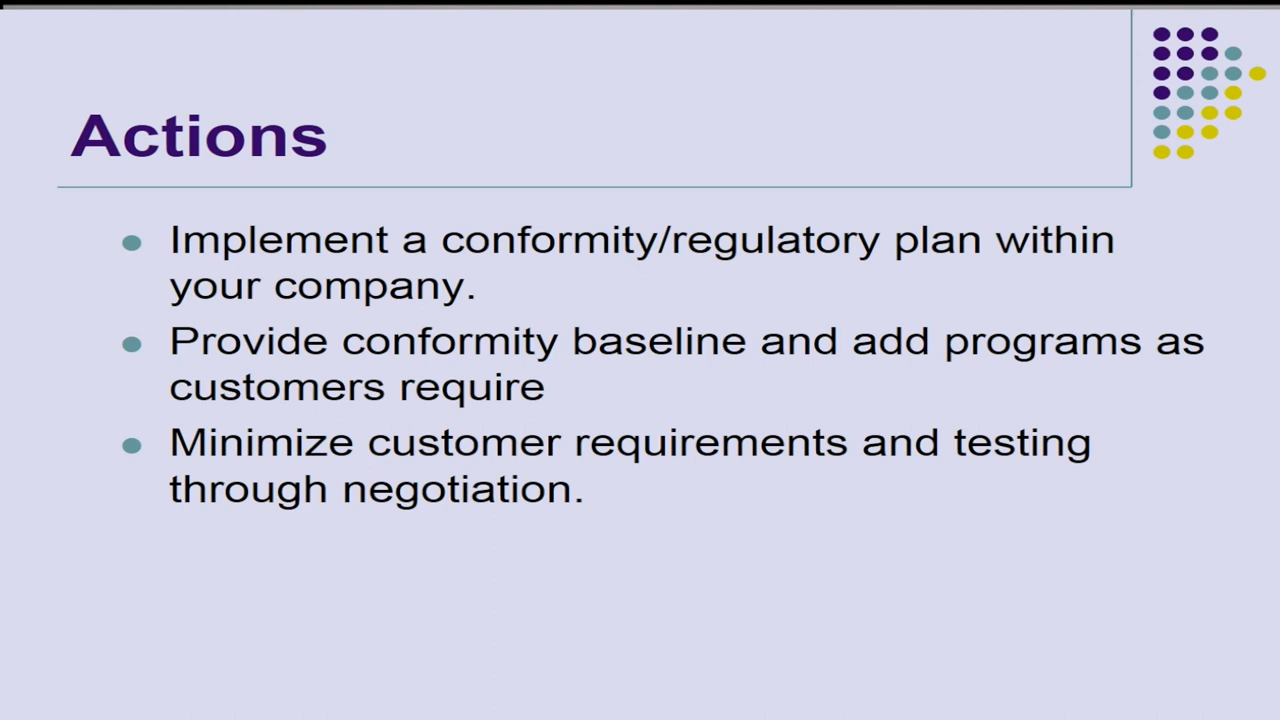 Actions
Implement a conformity/regulatory plan within
your company.
Provide conformity baseline and add programs as
customers require
Minimize customer requirements and testing
through negotiation.